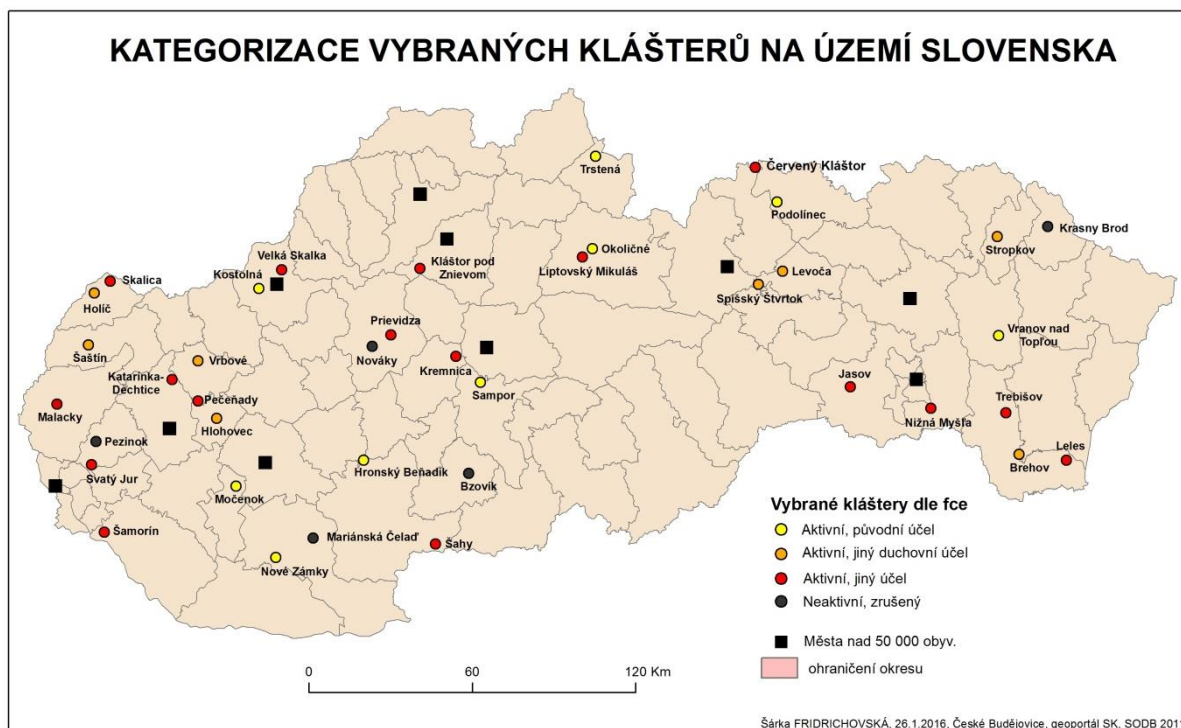 KATEGORIZACE VYBRANÝCH KLÁŠTERŮ NA ÚZEMÍ SLOVENSKA
Trstená
Červený Kláštor
Podolínec
Krasny Brod
Stropkov
Okoličné
Liptovský Mikuláš
Velká Skalka
Kostolná
Kláštor pod
Znievom
Levoča
Spišský Štvrtok
Skalica
Holíč
Prievidza
Nováky
Vranov nad
Topľou
Šaštín
Vrbové
Kremnica
Sampor
Katarínka-
Dechtice
Jasov
Pečeňady
Malacky
Hlohovec
Nižná Myšľa
Trebišov
Pezinok
Leles
Brehov
Hronský Beňadik
Bzovík
Svatý Jur
Močenok
Šamorín
Mariánská Čelaď
Šahy
Nové Zámky
Vybrané kláštery dle fce
Aktivní, původní účel
Aktivní, jiný duchovní účel
Aktivní, jiný účel
Neaktivní, zrušený
Města nad 50 000 obyv.
ohraničení okresu
0 60 120 Km
Šárka FRIDRICHOVSKÁ, 26.1.2016, České Budějovice, geoportál SK, SODB 2011